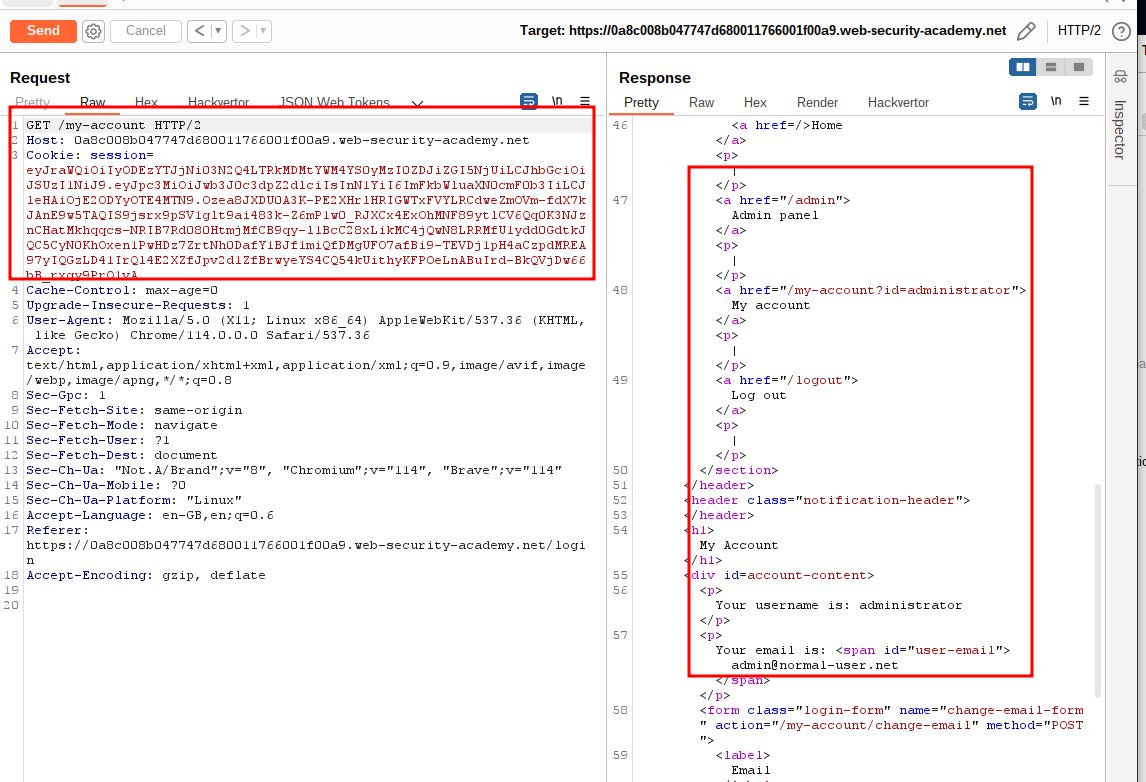 Send
Cancel
Target: https://0a8c008b047747d680011766001f00a9.web-security-academy.net
HTTP/2
Request
Pretty Raw Hex Hackvertor JSON Web Tokens
\n
1 GET /my-account HTTP/2
2 Host: 0a8c008b047747d680011766001f00a9.web-security-academy.net
3 Cookie: session=
4 Cache-Control: max-age=0
5 Upgrade-Insecure-Requests: 1
6 User-Agent: Mozilla/5.0 (X11; Linux x86_64) AppleWebKit/537.36 (KHTML,
like Gecko) Chrome/114.0.0.0 Safari/537.36
7 Accept:
text/html,application/xhtml+xml,application/xml;q=0.9,image/avif,image
/webp,image/apng,*/*;q=0.8
8 Sec-Gpc: 1
9 Sec-Fetch-Site: same-origin
10 Sec-Fetch-Mode: navigate
11 Sec-Fetch-User: ?1
12 Sec-Fetch-Dest: document
13 Sec-Ch-Ua: "Not.A/Brand";v="8", "Chromium";v="114", "Brave";v="114"
14 Sec-Ch-Ua-Mobile: ?0
15 Sec-Ch-Ua-Platform: "Linux"
16 Accept-Language: en-GB,en;q=0.6
17 Referer:
https://0a8c008b047747d680011766001f00a9.web-security-academy.net/logi
n
18 Accept-Encoding: gzip, deflate
19
20
Response
Pretty Raw Hex Render Hackvertor
\n
46 <a href=/>Home
</a>
<p>
|
</p>
47 <a href="/admin">
Admin panel
</a>
<p>
|
</p>
48 <a href="/my-account?id=administrator">
My account
</a>
<p>
|
</p>
49 <a href="/logout">
Log out
</a>
<p>
|
</p>
50 </section>
51 </header>
52 <header class="notification-header">
53 </header>
54 <h1>
My Account
</h1>
55 <div id=account-content>
56 <p>
Your username is: administrator
</p>
57 <p>
Your email is: <span id="user-email">
admin@normal-user.net
</span>
</p>
58 <form class="login-form" name="change-email-form
" action="/my-account/change-email" method="POST
">
59 <label>
Email
Inspector